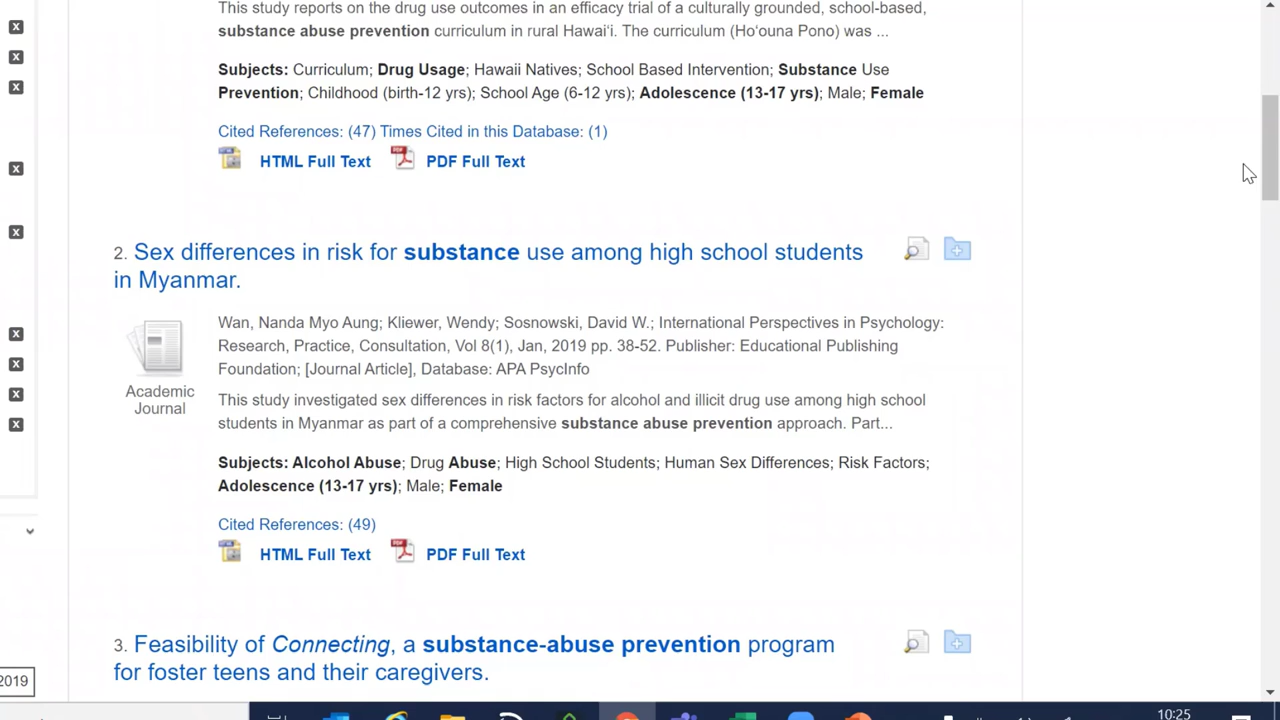 This study reports on the drug use outcomes in an efficacy trial of a culturally grounded, school-based,
substance abuse prevention curriculum in rural Hawai‘i. The curriculum (Ho‘ouna Pono) was ...
Subjects: Curriculum; Drug Usage; Hawaii Natives; School Based Intervention; Substance Use
Prevention; Childhood (birth-12 yrs); School Age (6-12 yrs); Adolescence (13-17 yrs); Male; Female
Cited References: (47) Times Cited in this Database: (1)
HTML Full Text PDF Full Text
2. Sex differences in risk for substance use among high school students
in Myanmar.
Wan, Nanda Myo Aung; Kliewer, Wendy; Sosnowski, David W.; International Perspectives in Psychology:
Research, Practice, Consultation, Vol 8(1), Jan, 2019 pp. 38-52. Publisher: Educational Publishing
Foundation; [Journal Article], Database: APA PsycInfo
Academic
Journal
This study investigated sex differences in risk factors for alcohol and illicit drug use among high school
students in Myanmar as part of a comprehensive substance abuse prevention approach. Part...
Subjects: Alcohol Abuse; Drug Abuse; High School Students; Human Sex Differences; Risk Factors;
Adolescence (13-17 yrs); Male; Female
Cited References: (49)
HTML Full Text PDF Full Text
3. Feasibility of Connecting, a substance-abuse prevention program
for foster teens and their caregivers.
2019
10:25